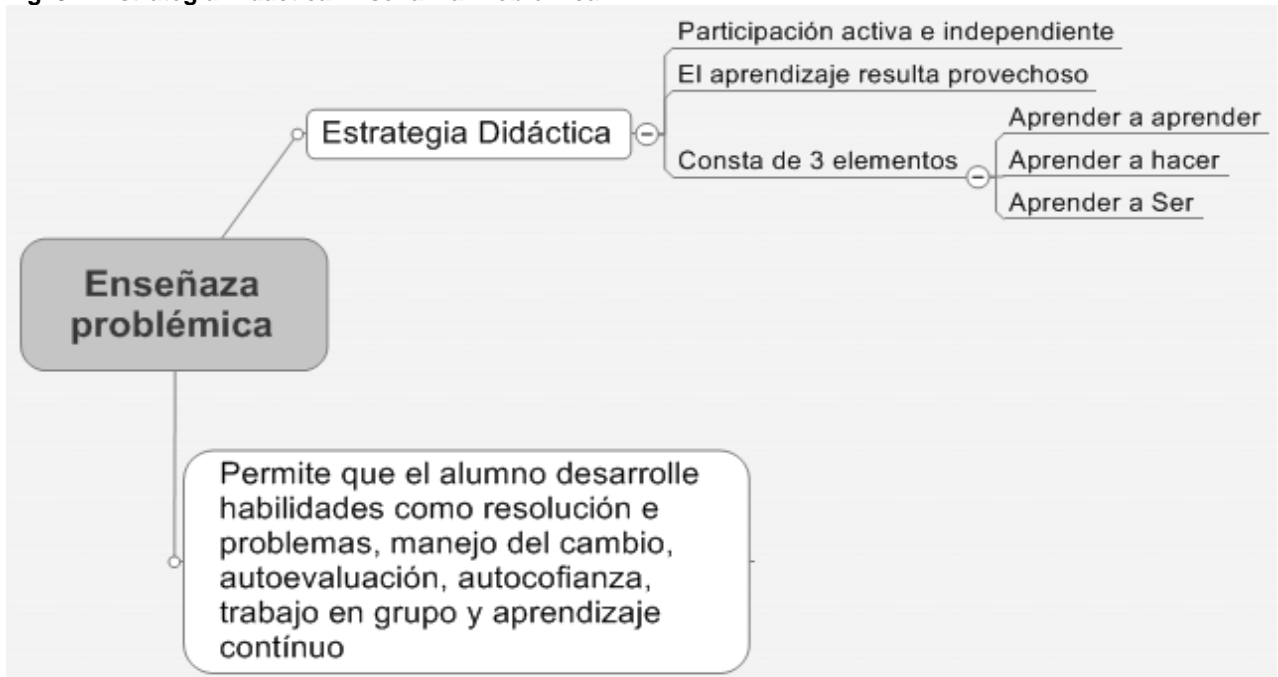 Participación activa e independiente
El aprendizaje resulta provechoso
Estrategia Didáctica
Consta de 3 elementos
Aprender a aprender
Aprender a hacer
Aprender a Ser
Enseñaza
problémica
Permite que el alumno desarrolle
habilidades como resolución e
problemas, manejo del cambio,
autoevaluación, autocofianza,
trabajo en grupo y aprendizaje
contínuo